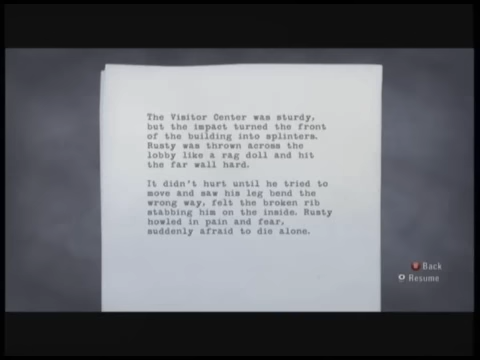 The Visitor Center was sturdy,
but the impact turned the front
of the building into splinters.
Rusty was thrown across the
lobby like a rag doll and hit
the far wall hard.
It didn't hurt until he tried to
move and saw his leg bend the
wrong way, felt the broken rib
stabbing him on the inside. Rusty
howled in pain and fear,
suddenly afraid to die alone.
Back
Resume